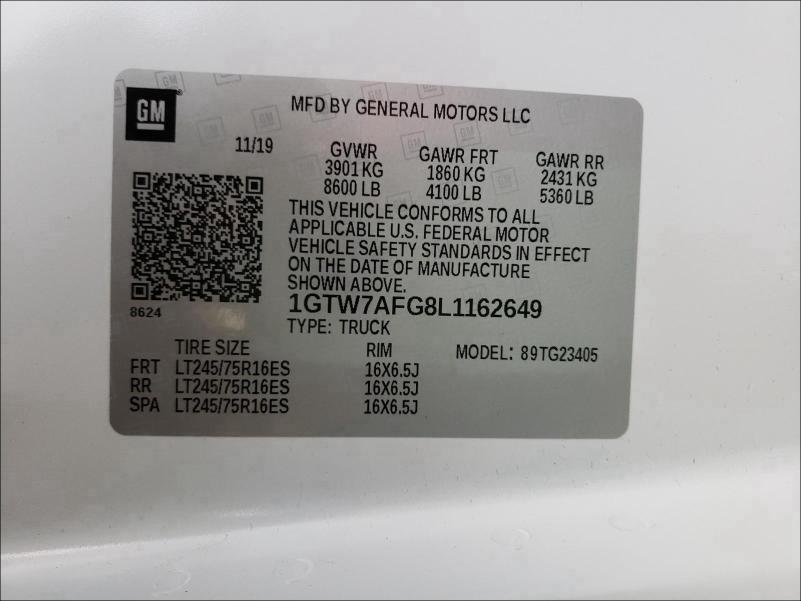 GM
MFD BY GENERAL MOTORS LLC
11/19 GVWR GAWR FRT GAWR RR
3901 KG 1860 KG 2431 KG
8600 LB 4100 LB 5360 LB
THIS VEHICLE CONFORMS TO ALL
APPLICABLE U.S. FEDERAL MOTOR
VEHICLE SAFETY STANDARDS IN EFFECT
ON THE DATE OF MANUFACTURE
SHOWN ABOVE.
8624
1GTW7AFG8L1162649
TYPE: TRUCK
TIRE SIZE RIM MODEL: 89TG23405
FRT LT245/75R16ES 16X6.5J
RR LT245/75R16ES 16X6.5J
SPA LT245/75R16ES 16X6.5J